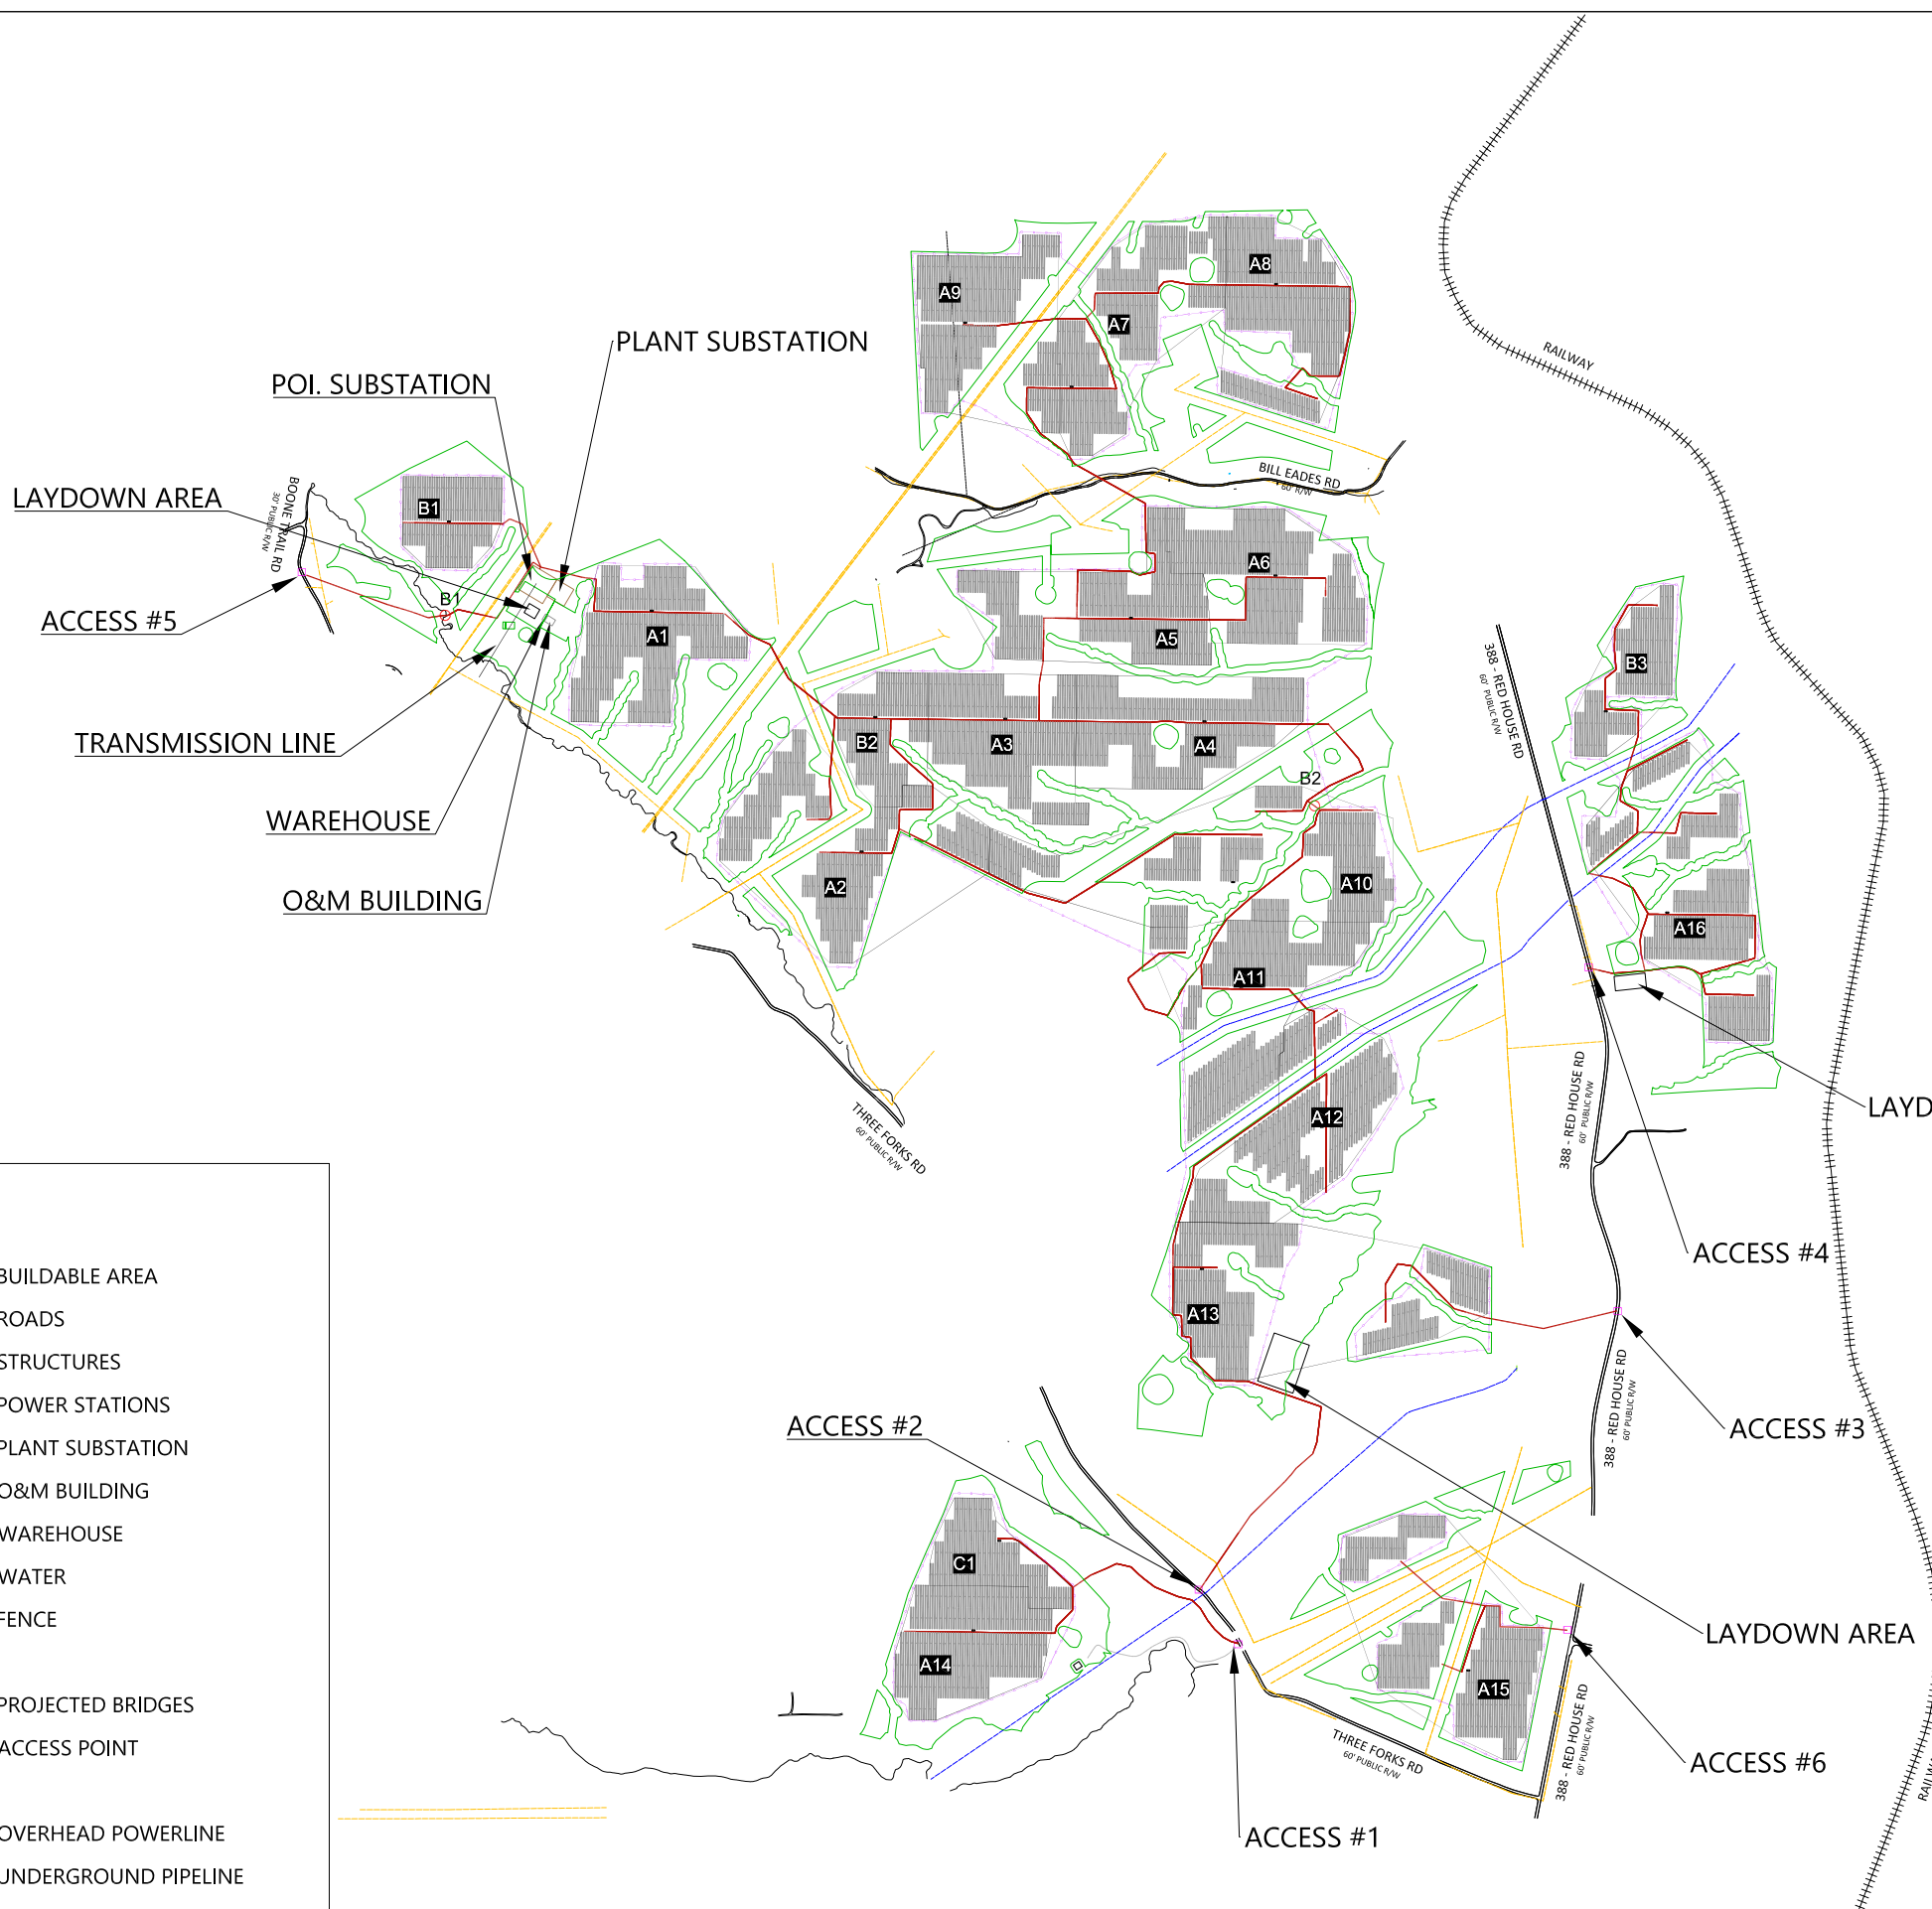 RAILWAY
A8
A9
A7
PLANT SUBSTATION
POI. SUBSTATION
BILL EADES RD
60' R/W
LAYDOWN AREA
BOONE TRAIL RD
30' PUBLIC R/W
B1
A6
ACCESS #5
B1
A1
A5
388 - RED HOUSE RD
60' PUBLIC R/W
B3
TRANSMISSION LINE
B2
A3
A4
B2
WAREHOUSE
A2
A10
O&M BUILDING
A16
A11
388 - RED HOUSE RD
60' PUBLIC R/W
LAYD
A12
THREE FORKS RD
60' PUBLIC R/W
ACCESS #4
BUILDABLE AREA
ROADS
STRUCTURES
POWER STATIONS
PLANT SUBSTATION
O&M BUILDING
WAREHOUSE
WATER
FENCE
PROJECTED BRIDGES
ACCESS POINT
OVERHEAD POWERLINE
UNDERGROUND PIPELINE
A13
388 - RED HOUSE RD
60' PUBLIC R/W
ACCESS #3
ACCESS #2
C1
LAYDOWN AREA
A14
A15
388 - RED HOUSE RD
60' PUBLIC R/W
THREE FORKS RD
60' PUBLIC R/W
ACCESS #6
RAILW
ACCESS #1